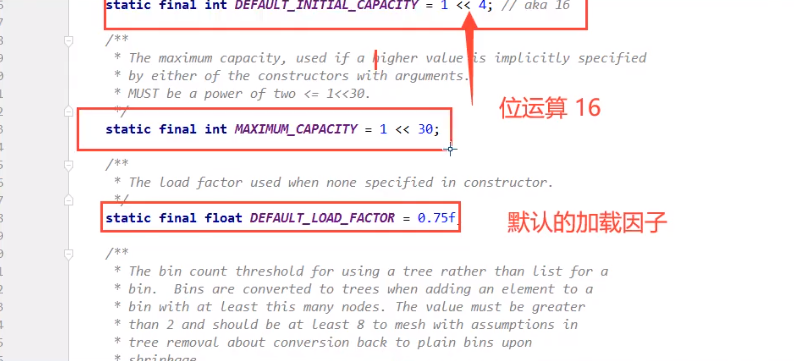 static final int DEFAULT_INITIAL_CAPACITY = 1 << 4; // aka 16
/**
* The maximum capacity, used if a higher value is implicitly specified
* by either of the constructors with arguments.
* MUST be a power of two <= 1<<30.
*/
位运算 16
static final int MAXIMUM_CAPACITY = 1 << 30;
/**
* The load factor used when none specified in constructor.
*/
static final float DEFAULT_LOAD_FACTOR = 0.75f
默认的加载因子
/**
* The bin count threshold for using a tree rather than list for a
* bin.  Bins are converted to trees when adding an element to a
* bin with at least this many nodes. The value must be greater
* than 2 and should be at least 8 to mesh with assumptions in
* tree removal about conversion back to plain bins upon
* shrinkage